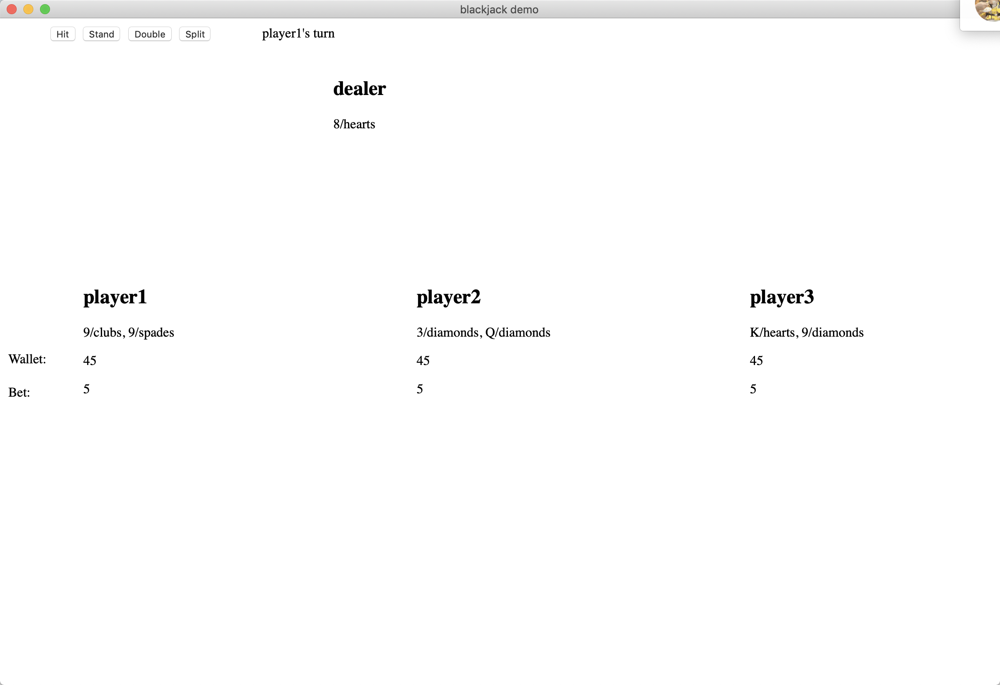 blackjack demo
Hit Stand Double Split player1's turn
dealer
8/hearts
player1 player2 player3
9/clubs, 9/spades 3/diamonds, Q/diamonds K/hearts, 9/diamonds
Wallet: 45 45 45
Bet: 5 5 5